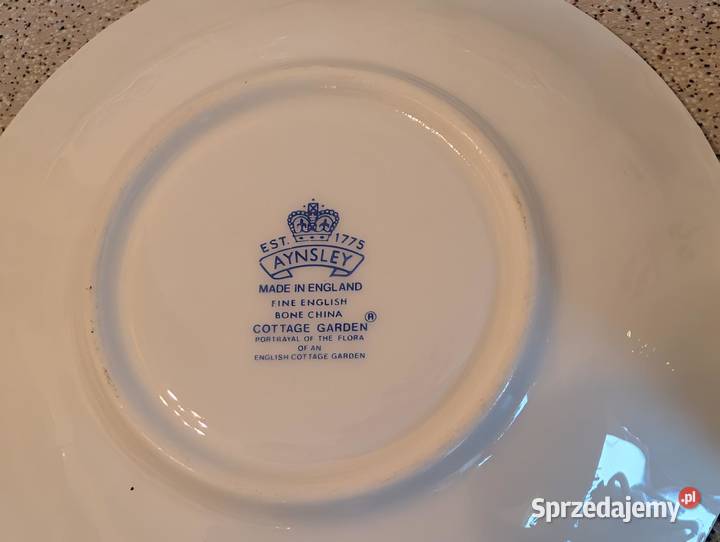 EST. 1775
AYNSLEY
MADE IN ENGLAND
FINE ENGLISH
BONE CHINA
COTTAGE GARDEN ®
PORTRAYAL OF THE FLORA
OF AN
ENGLISH COTTAGE GARDEN
Sprzedajemy.pl